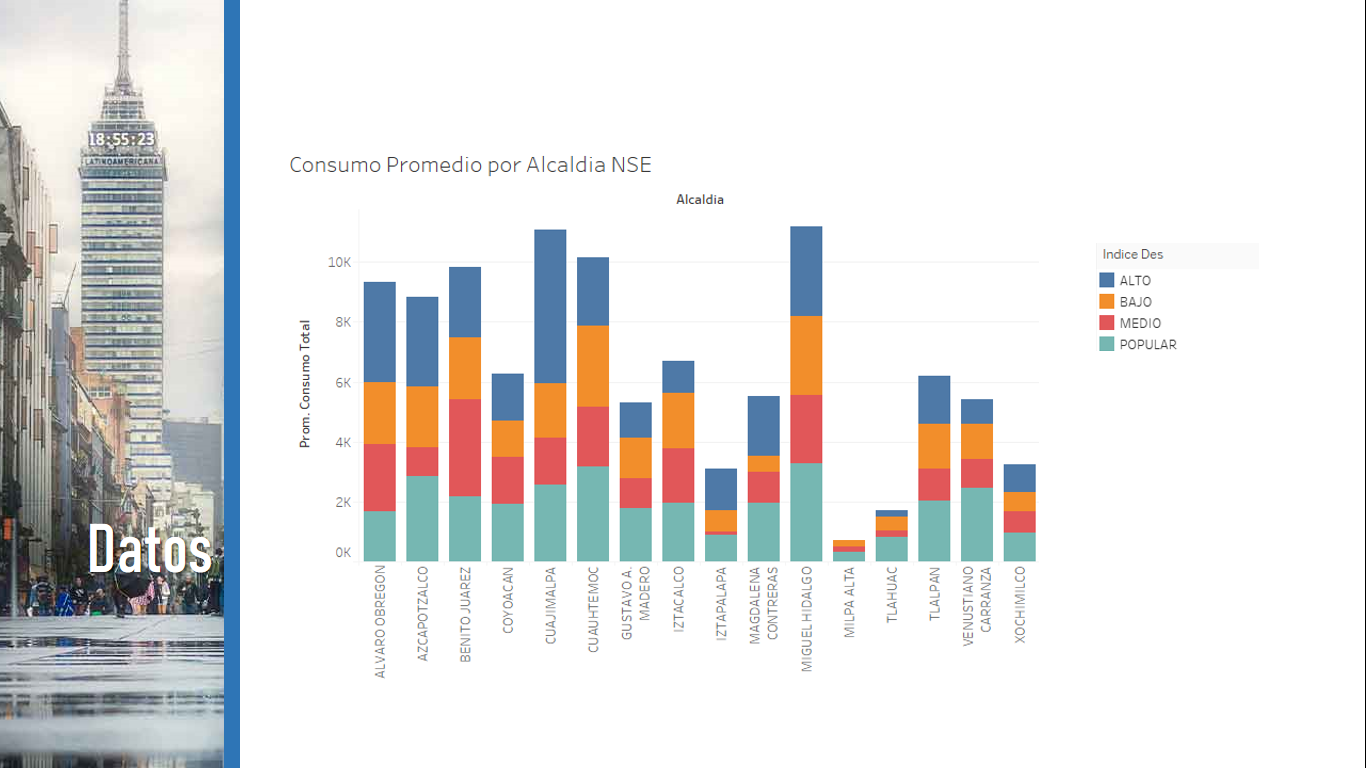 18:55:23
LATINOAMERICANA
Datos
Consumo Promedio por Alcaldia NSE
Alcaldia
Prom. Consumo Total
10K
8K
6K
4K
2K
0K
ALVARO OBREGON
AZCAPOTZALCO
BENITO JUAREZ
COYOACAN
CUAJIMALPA
CUAUHTEMOC
GUSTAVO A.
MADERO
IZTACALCO
IZTAPALAPA
MAGDALENA
CONTRERAS
MIGUEL HIDALGO
MILPA ALTA
TLAHUAC
TLALPAN
VENUSTIANO
CARRANZA
XOCHIMILCO
Indice Des
ALTO
BAJO
MEDIO
POPULAR